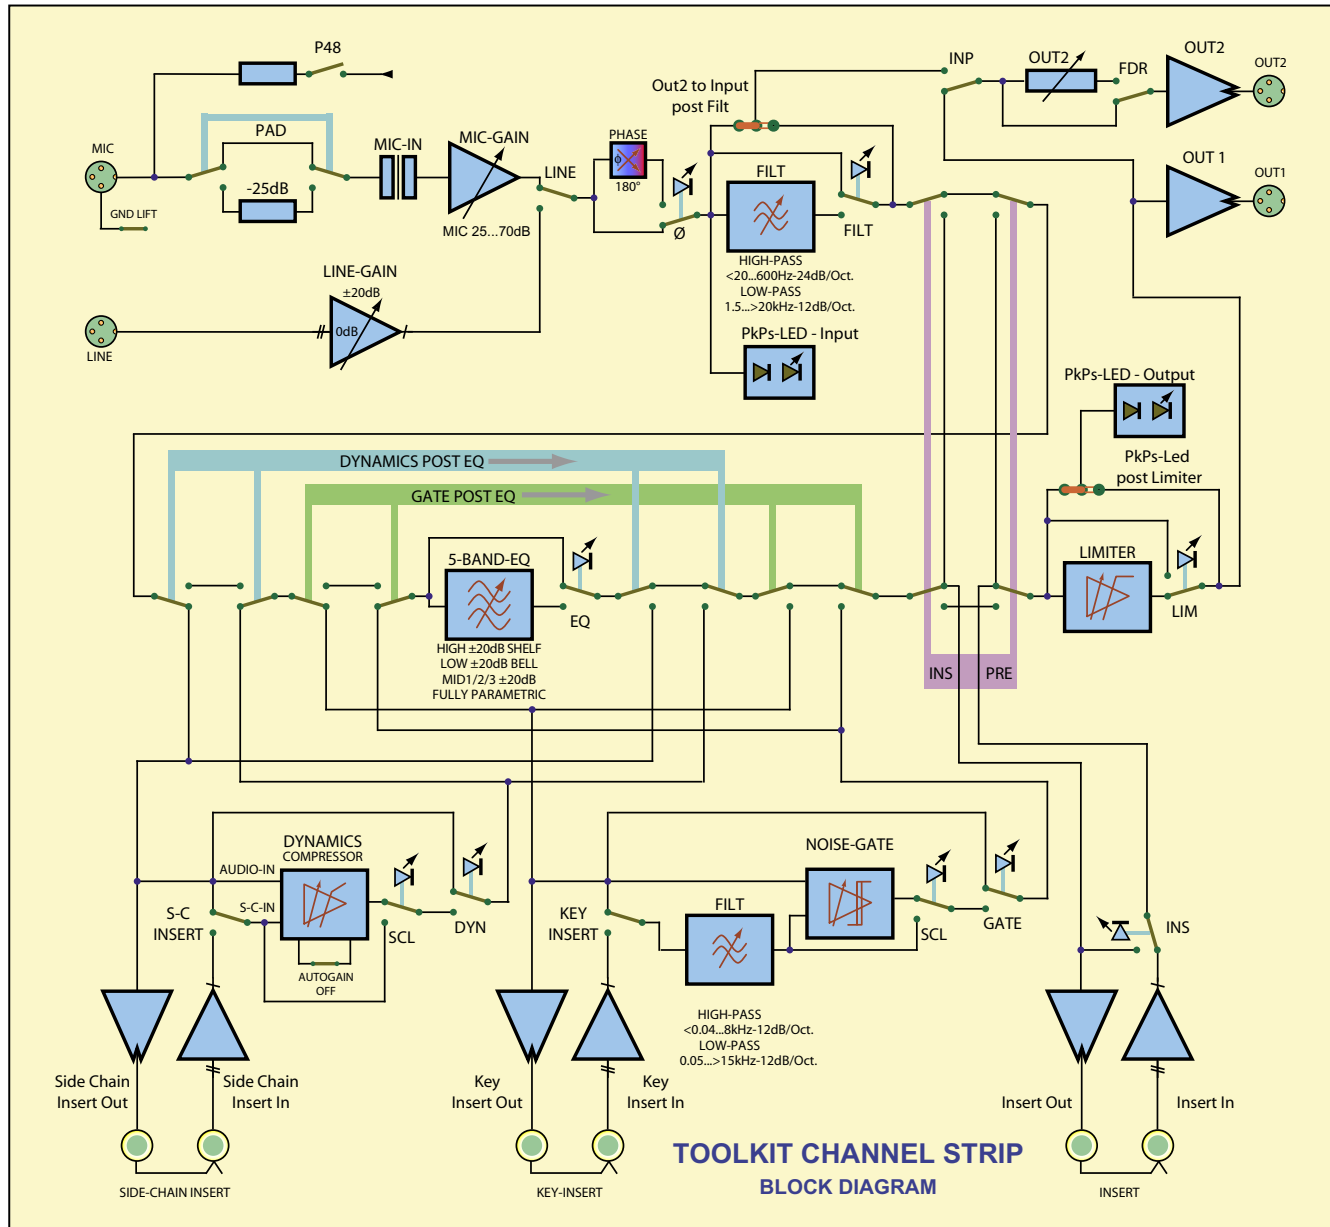 P48
MIC
PAD
-25dB
GND LIFT
MIC-IN
MIC-GAIN
MIC 25...70dB
LINE
PHASE
ϕ
180°
Ø
Out2 to Input
post Filt
FILT
FILT
HIGH-PASS
<20...600Hz-24dB/Oct.
LOW-PASS
1.5...>20kHz-12dB/Oct.
INP
OUT2
FDR
OUT2
OUT2
OUT 1
OUT1
LINE-GAIN
±20dB
0dB
LINE
PkPs-LED - Input
PkPs-LED - Output
PkPs-Led
post Limiter
DYNAMICS POST EQ
GATE POST EQ
5-BAND-EQ
EQ
HIGH ±20dB SHELF
LOW ±20dB BELL
MID1/2/3 ±20dB
FULLY PARAMETRIC
LIMITER
LIM
INS
PRE
DYNAMICS
COMPRESSOR
AUDIO-IN
S-C
INSERT
S-C-IN
AUTOGAIN
OFF
SCL
DYN
KEY
INSERT
FILT
NOISE-GATE
SCL
GATE
INS
HIGH-PASS
<0.04...8kHz-12dB/Oct.
LOW-PASS
0.05...>15kHz-12dB/Oct.
Side Chain
Insert Out
Side Chain
Insert In
Key
Insert Out
Key
Insert In
Insert Out
Insert In
SIDE-CHAIN INSERT
KEY-INSERT
INSERT
TOOLKIT CHANNEL STRIP
BLOCK DIAGRAM